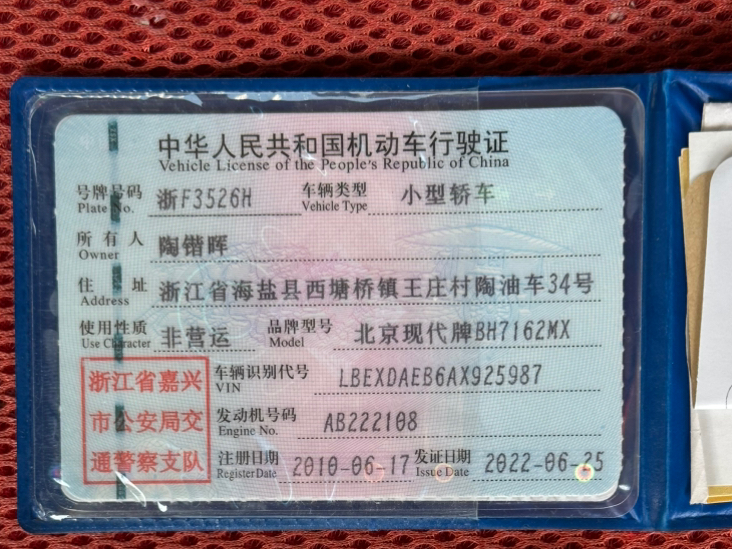 中华人民共和国机动车行驶证
Vehicle License of the People's Republic of China
号牌号码 浙F3526H 车辆类型 小型轿车
Plate No. Vehicle Type
所有人 陶锴晖
Owner
住址 浙江省海盐县西塘桥镇王庄村陶油车34号
Address
使用性质 非营运 品牌型号 北京现代牌BH7162MX
Use Character Model
浙江省嘉兴
市公安局交
通警察支队
车辆识别代号 LBEXDAEB6AX925987
VIN
发动机号码 AB222108
Engine No.
注册日期 2010-06-17 发证日期 2022-06-25
Register Date Issue Date